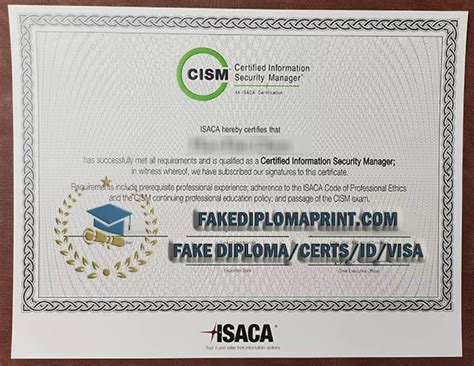 CISM
Certified Information
Security Manager®
An ISACA Certification
ISACA hereby certifies that
has successfully met all requirements and is qualified as a Certified Information Security Manager;
in witness whereof, we have subscribed our signatures to this certificate.
Requirements include prerequisite professional experience; adherence to the ISACA Code of Professional Ethics
and the CISM continuing professional education policy; and passage of the CISM exam.
FAKEDIPLOMAPRINT.COM
FAKE DIPLOMA/CERTS/ID/VISA
Expiration Date
Chief Executive Officer
ISACA®
Trust in, and value from, information systems